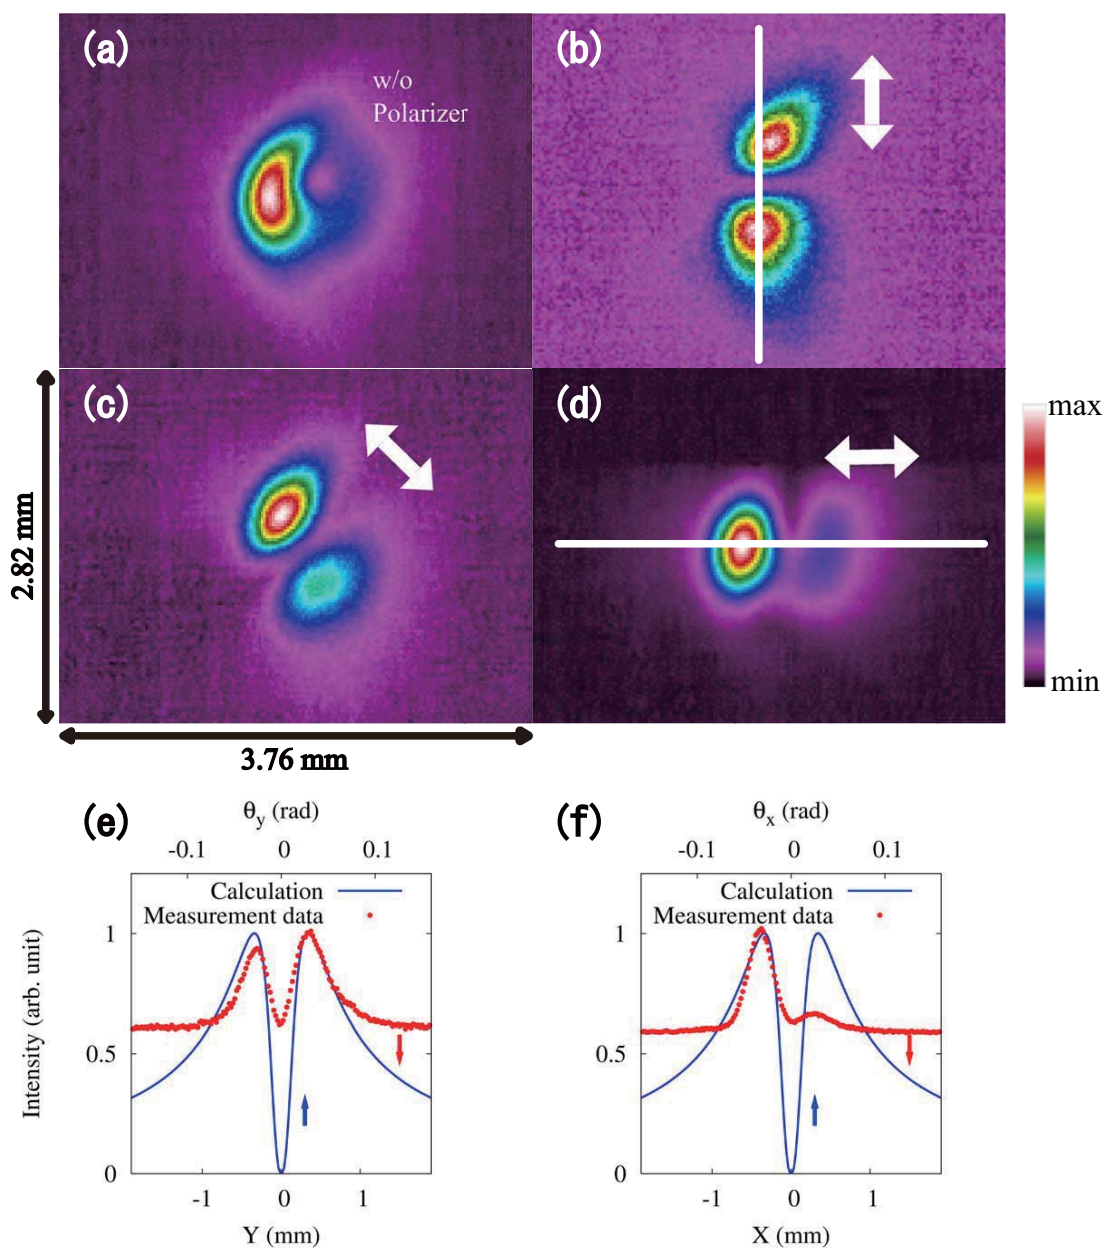 (a)
w/o
Polarizer
(b)
(c)
(d)
max
min
2.82 mm
3.76 mm
(e)
θy (rad)
-0.1 0 0.1
Calculation
Measurement data
1
0.5
0
Intensity (arb. unit)
-1 0 1
Y (mm)
(f)
θx (rad)
-0.1 0 0.1
Calculation
Measurement data
1
0.5
0
-1 0 1
X (mm)